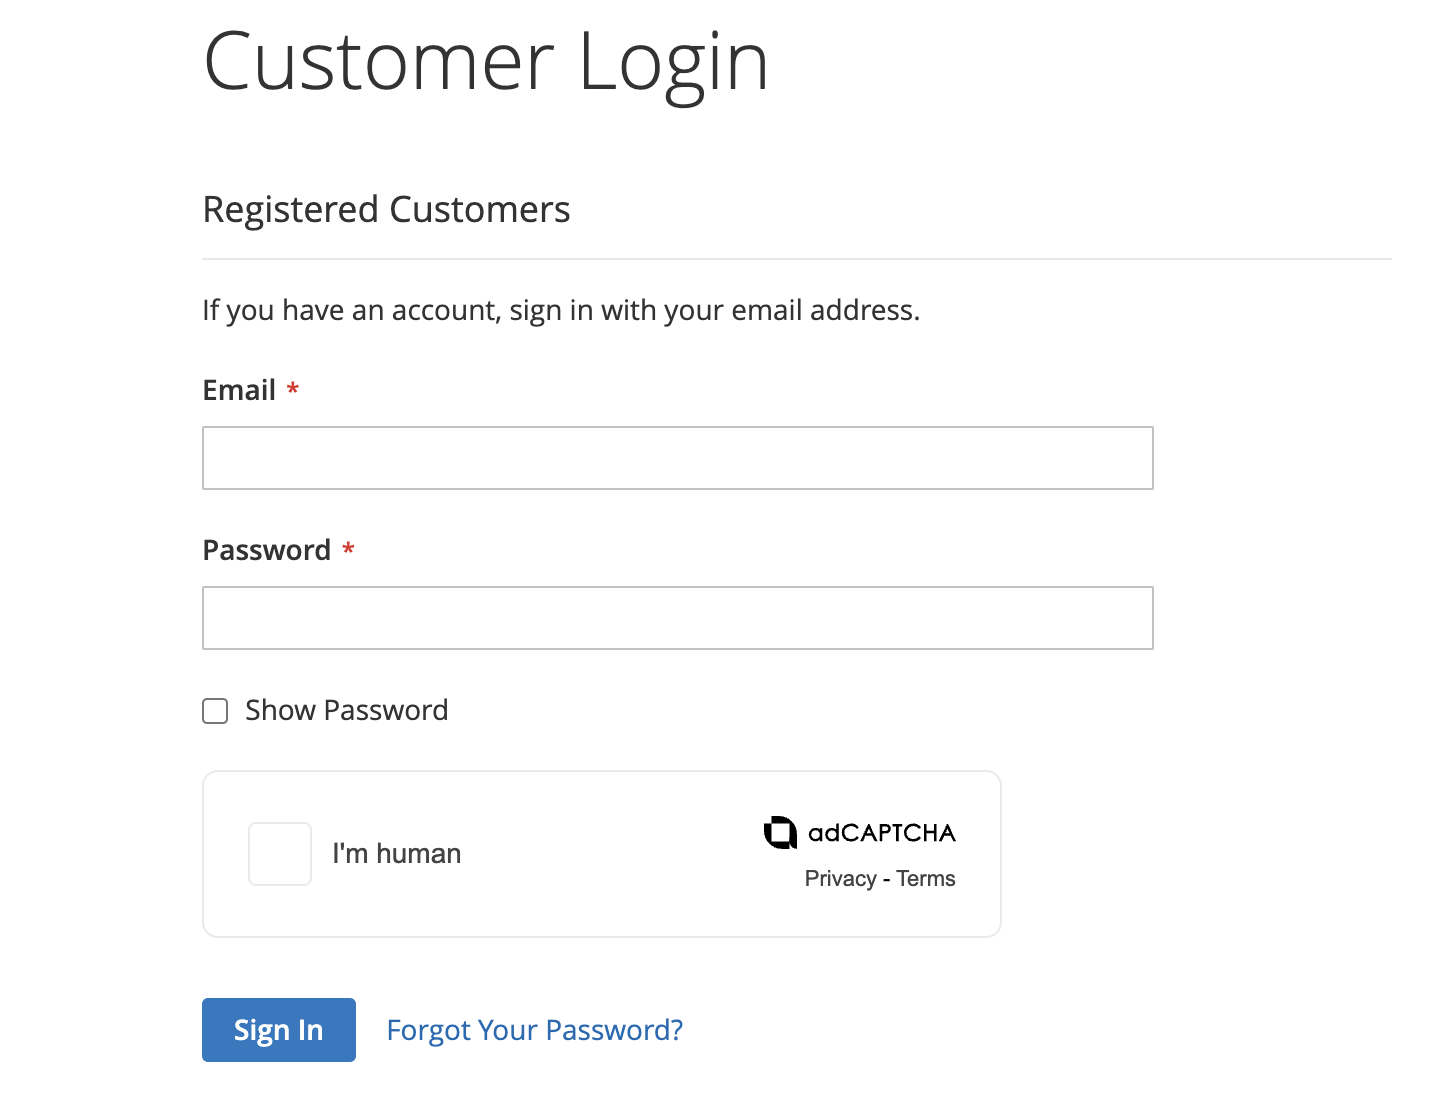 Customer Login
Registered Customers
If you have an account, sign in with your email address.
Email *
Password *
Show Password
I'm human
adCAPTCHA
Privacy - Terms
Sign In
Forgot Your Password?